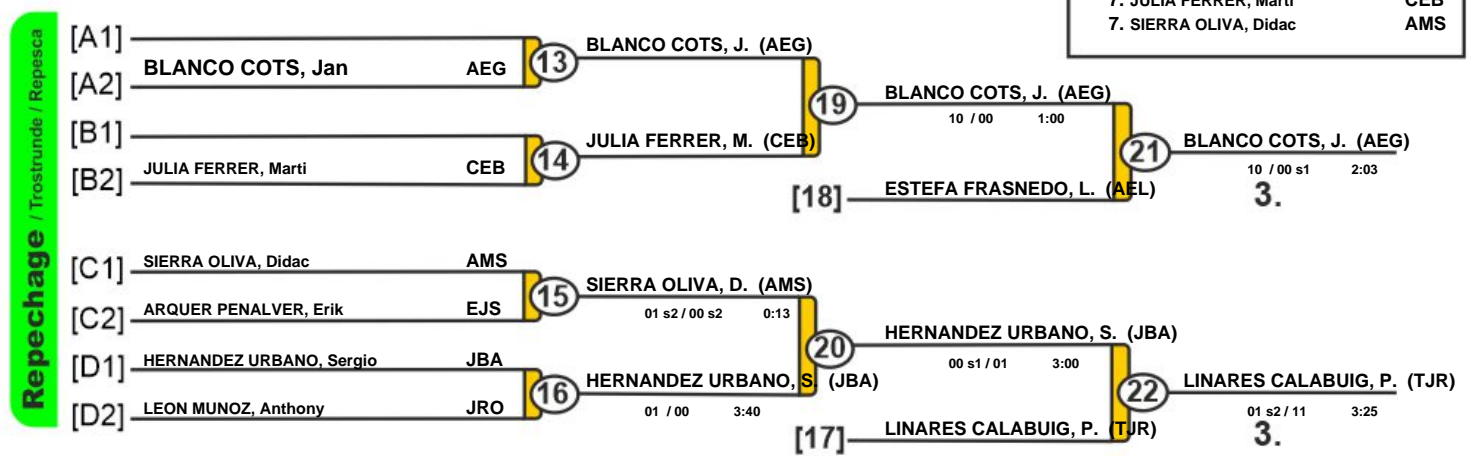 7. JULIA FERRER, Marti CEB
7. SIERRA OLIVA, Didac AMS
Repechage / Trostrunde / Repesca
[A1]
BLANCO COTS, Jan AEG
[A2]
13
BLANCO COTS, J. (AEG)
[B1]
JULIA FERRER, Marti CEB
[B2]
14
JULIA FERRER, M. (CEB)
19
BLANCO COTS, J. (AEG)
10 / 00 1:00
[18]
ESTEFA FRASNEDO, L. (AEL)
21
BLANCO COTS, J. (AEG)
10 / 00 s1 2:03
3.
[C1] SIERRA OLIVA, Didac AMS
[C2] ARQUER PENALVER, Erik EJS
15
SIERRA OLIVA, D. (AMS)
01 s2 / 00 s2 0:13
[D1] HERNANDEZ URBANO, Sergio JBA
[D2] LEON MUNOZ, Anthony JRO
16
HERNANDEZ URBANO, S. (JBA)
01 / 00 3:40
20
HERNANDEZ URBANO, S. (JBA)
00 s1 / 01 3:00
[17]
LINARES CALABUIG, P. (TJR)
22
LINARES CALABUIG, P. (TJR)
01 s2 / 11 3:25
3.